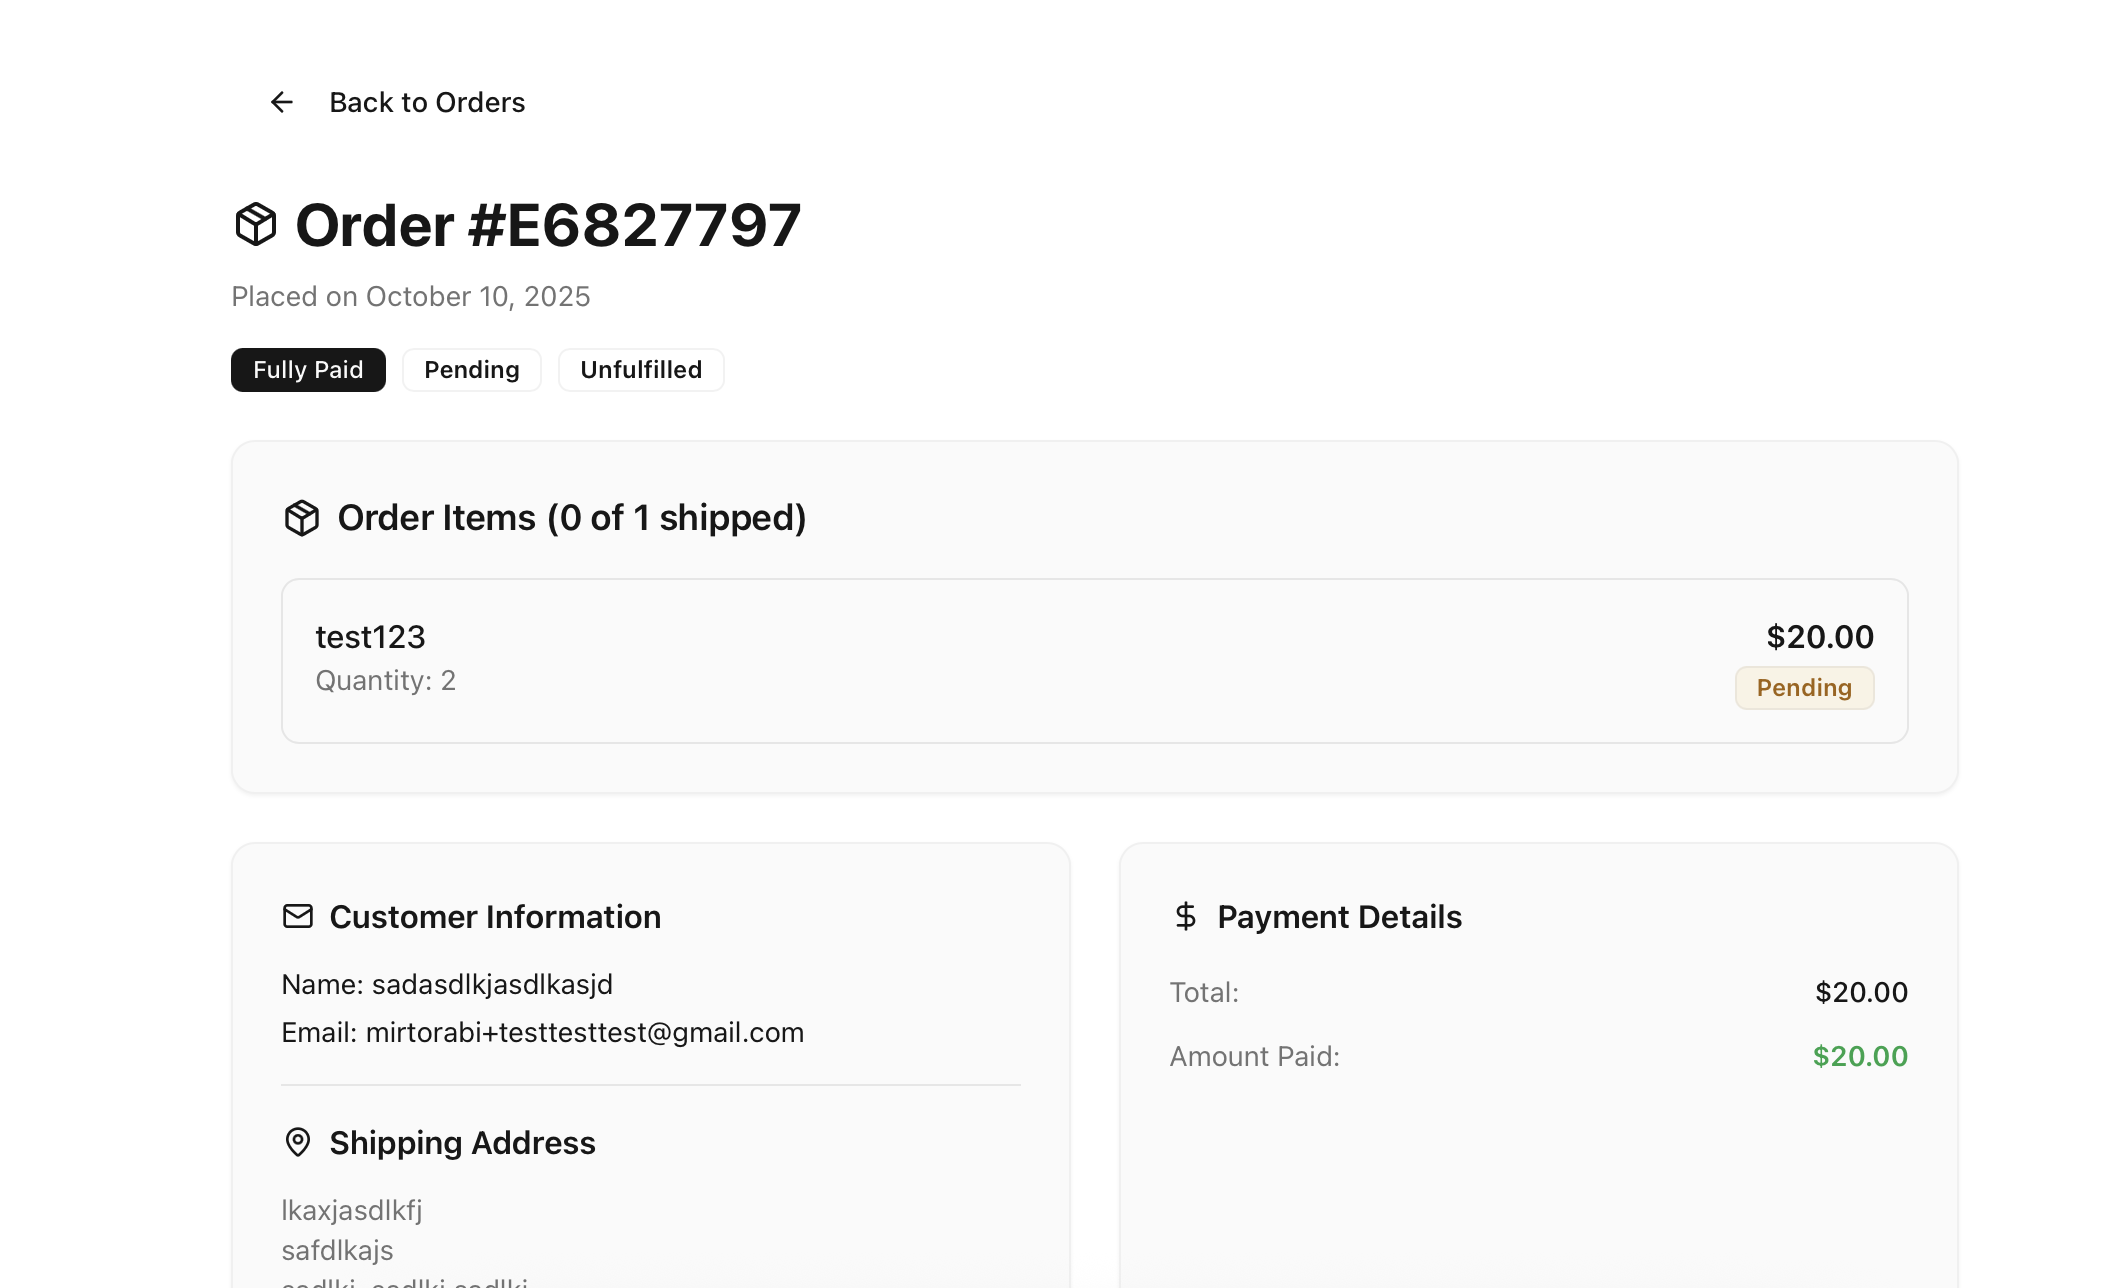 Back to Orders
Order #E6827797
Placed on October 10, 2025
Fully Paid
Pending
Unfulfilled
Order Items (0 of 1 shipped)
test123
$20.00
Quantity: 2
Pending
Customer Information
Name: sadasdlkjasdlkasjd
Email: mirtorabi+testtesttest@gmail.com
Shipping Address
lkaxjasdlkfj
safdlkajs
Payment Details
Total:
$20.00
Amount Paid:
$20.00